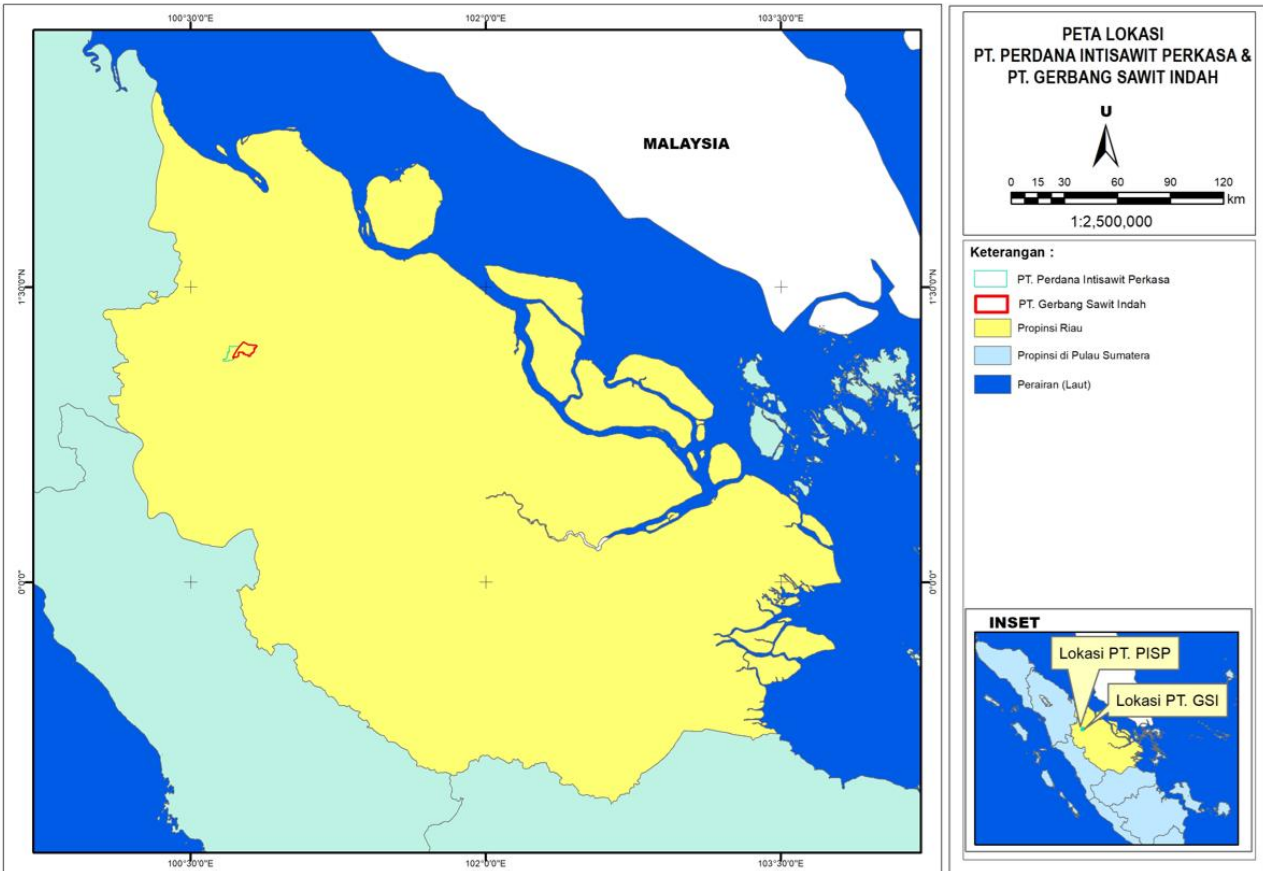 100°30'0"E
102°0'0"E
103°30'0"E
MALAYSIA
1°30'0"N
1°30'0"N
0°0'0"
0°0'0"
100°30'0"E
102°0'0"E
103°30'0"E
PETA LOKASI
PT. PERDANA INTISAWIT PERKASA &
PT. GERBANG SAWIT INDAH
U
0 15 30 60 90 120
km
1:2,500,000
Keterangan :
PT. Perdana Intisawit Perkasa
PT. Gerbang Sawit Indah
Propinsi Riau
Propinsi di Pulau Sumatera
Perairan (Laut)
INSET
Lokasi PT. PISP
Lokasi PT. GSI